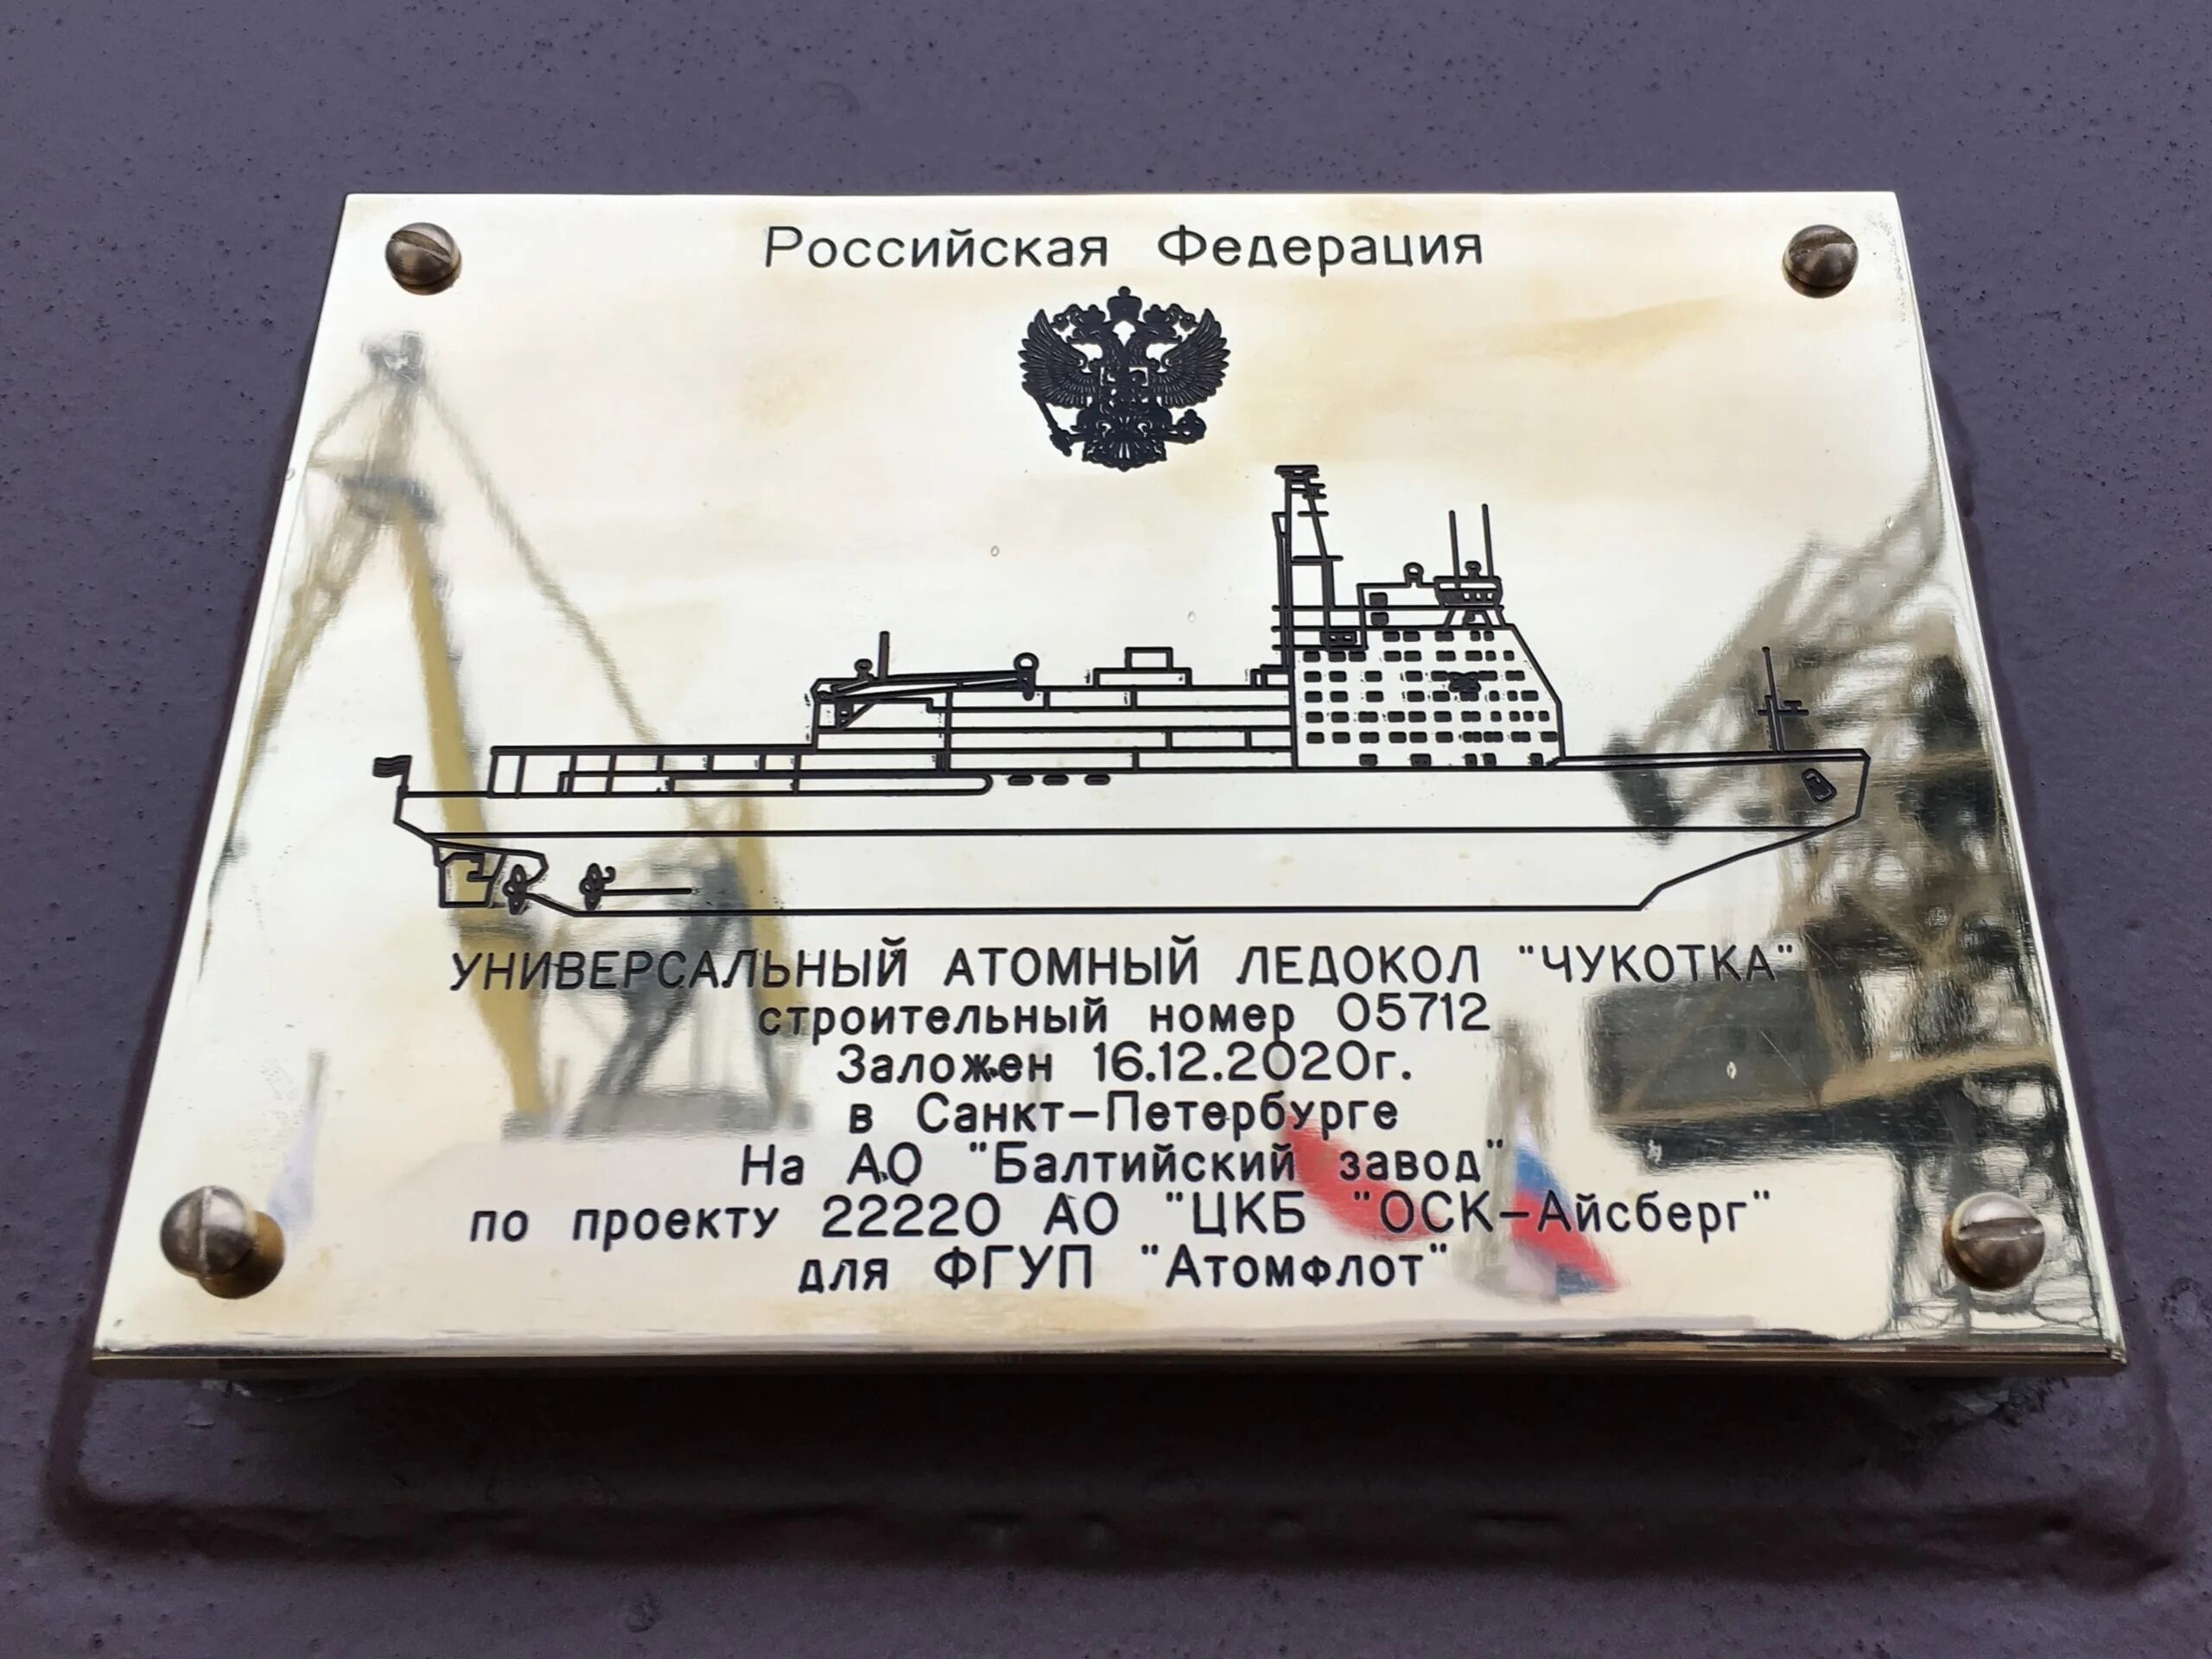 Российская Федерация
УНИВЕРСАЛЬНЫЙ АТОМНЫЙ ЛЕДОКОЛ "ЧУКОТКА"
строительный номер 05712
Заложен 16.12.2020г.
в Санкт-Петербурге
На АО "Балтийский завод"
по проекту 22220 АО "ЦКБ "ОСК-Айсберг"
для ФГУП "Атомфлот"